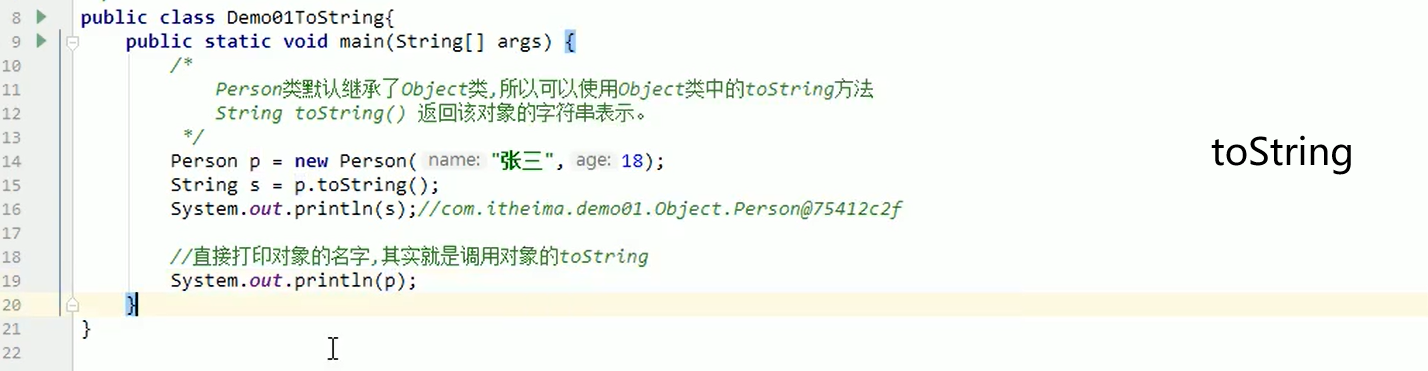 8 public class Demo01ToString{
9 public static void main(String[] args) {
10 /*
11 Person类默认继承了Object类,所以可以使用Object类中的toString方法
12 String toString() 返回该对象的字符串表示。
13 */
14 Person p = new Person( name: "张三", age: 18);
15 String s = p.toString();
16 System.out.println(s);//com.itheima.demo01.Object.Person@75412c2f
17
18 //直接打印对象的名字,其实就是调用对象的toString
19 System.out.println(p);
20 }
21 }
22
toString